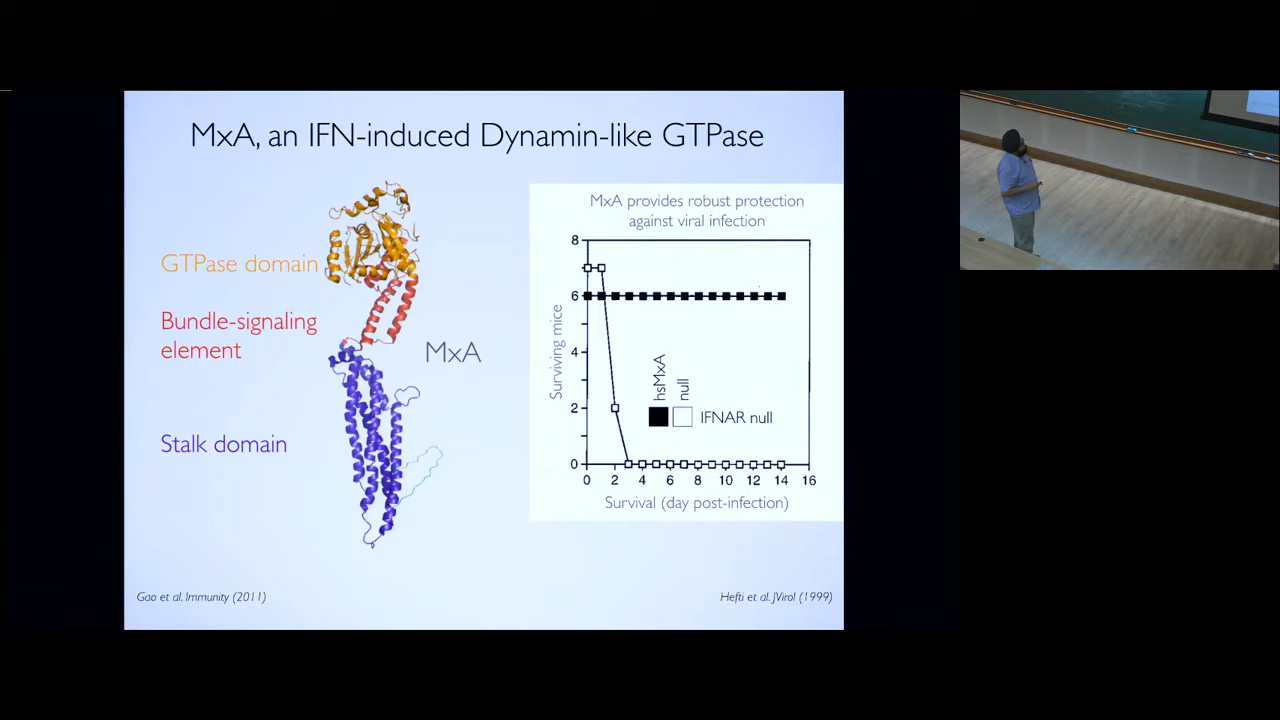 MxA, an IFN-induced Dynamin-like GTPase
GTPase domain
Bundle-signaling
element
MxA
Stalk domain
MxA provides robust protection
against viral infection
8
6
4
2
0
Surviving mice
hsMxA
null
IFNAR null
0 2 4 6 8 10 12 14 16
Survival (day post-infection)
Gao et al. Immunity (2011)
Hefti et al. JVirol (1999)